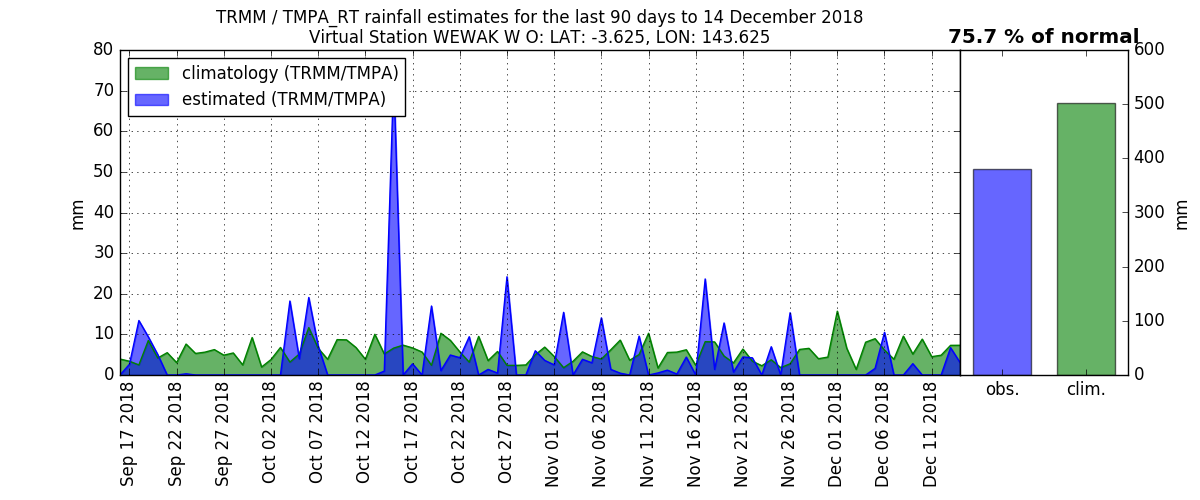 TRMM / TMPA_RT rainfall estimates for the last 90 days to 14 December 2018
Virtual Station WEWAK W O: LAT: -3.625, LON: 143.625
75.7 % of normal
climatology (TRMM/TMPA)
estimated (TRMM/TMPA)
80
70
60
50
40
30
20
10
0
mm
Sep 17 2018
Sep 22 2018
Sep 27 2018
Oct 02 2018
Oct 07 2018
Oct 12 2018
Oct 17 2018
Oct 22 2018
Oct 27 2018
Nov 01 2018
Nov 06 2018
Nov 11 2018
Nov 16 2018
Nov 21 2018
Nov 26 2018
Dec 01 2018
Dec 06 2018
Dec 11 2018
600
500
400
300
200
100
0
mm
obs.
clim.